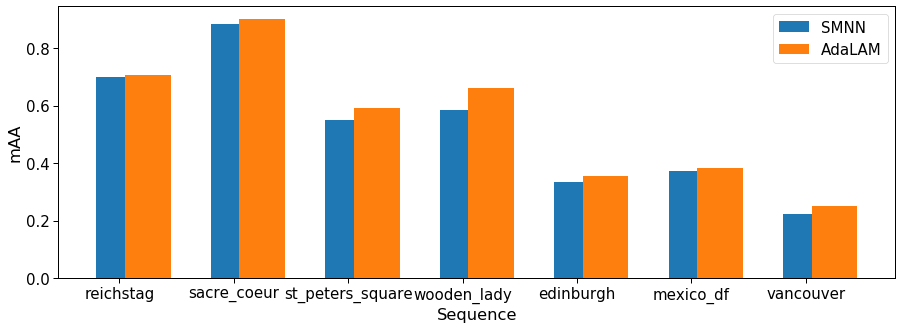 SMNN
AdaLAM
mAA
0.8
0.6
0.4
0.2
0.0
reichstag sacre_coeur st_peters_square wooden_lady edinburgh mexico_df vancouver
Sequence